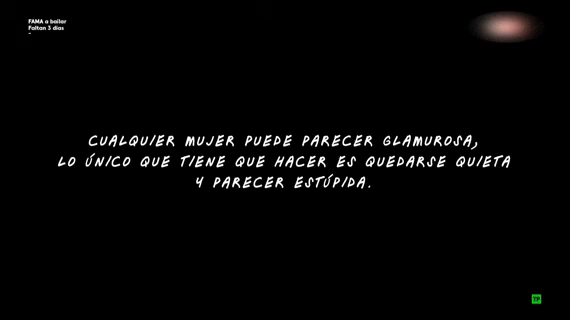 FAMA a bailar
Faltan 3 días
CUALQUIER MUJER PUEDE PARECER GLAMUROSA,
LO ÚNICO QUE TIENE QUE HACER ES QUEDARSE QUIETA
Y PARECER ESTÚPIDA.
TP